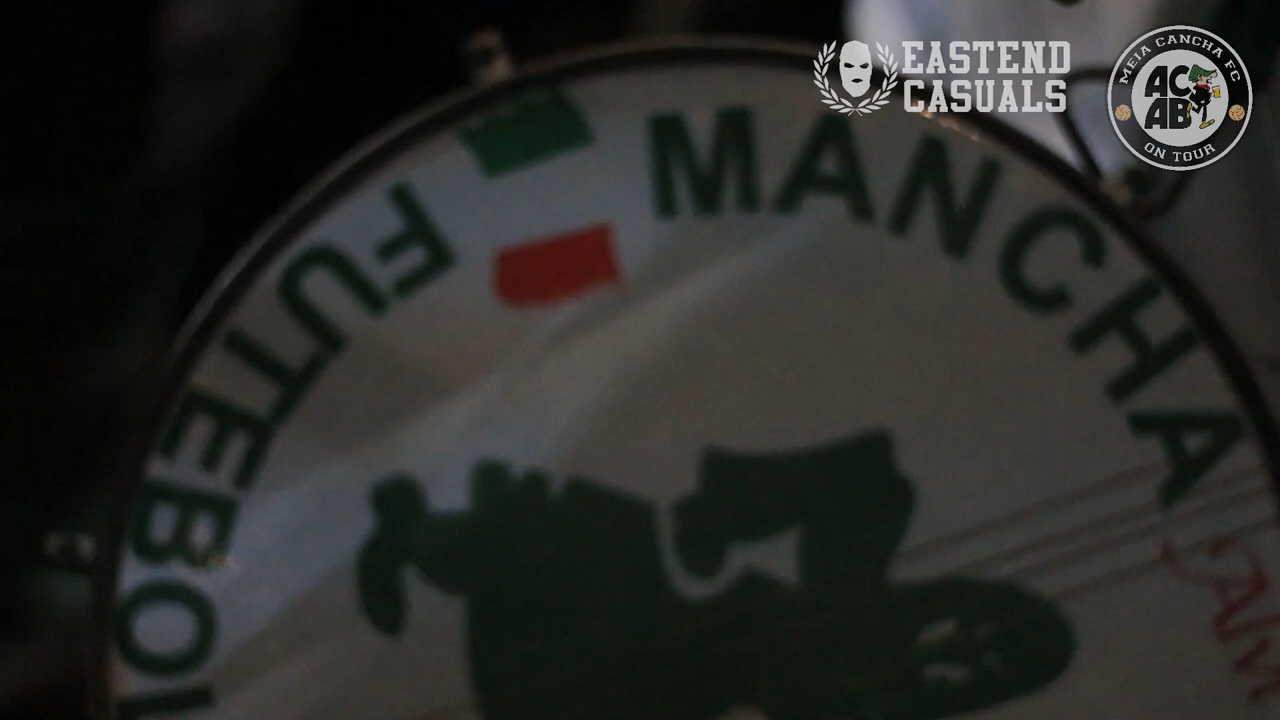 EASTEND
CASUALS
MEIA CANCHA FC
AC
AB
ON TOUR
MANCHA
FUTEBOL